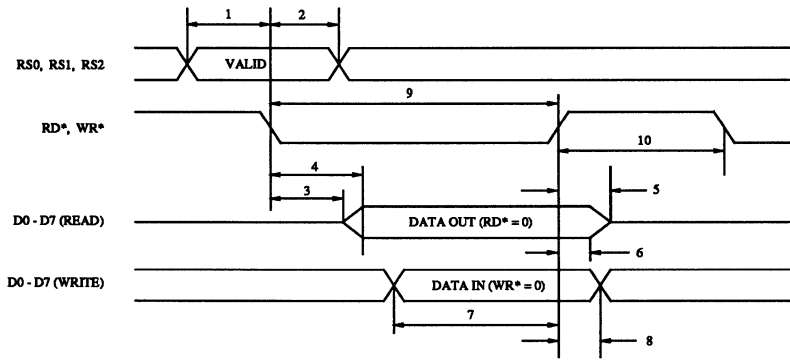 1
2
RS0, RS1, RS2
VALID
9
RD*, WR*
10
4
3
5
D0 - D7 (READ)
DATA OUT (RD* = 0)
6
D0 - D7 (WRITE)
DATA IN (WR* = 0)
7
8